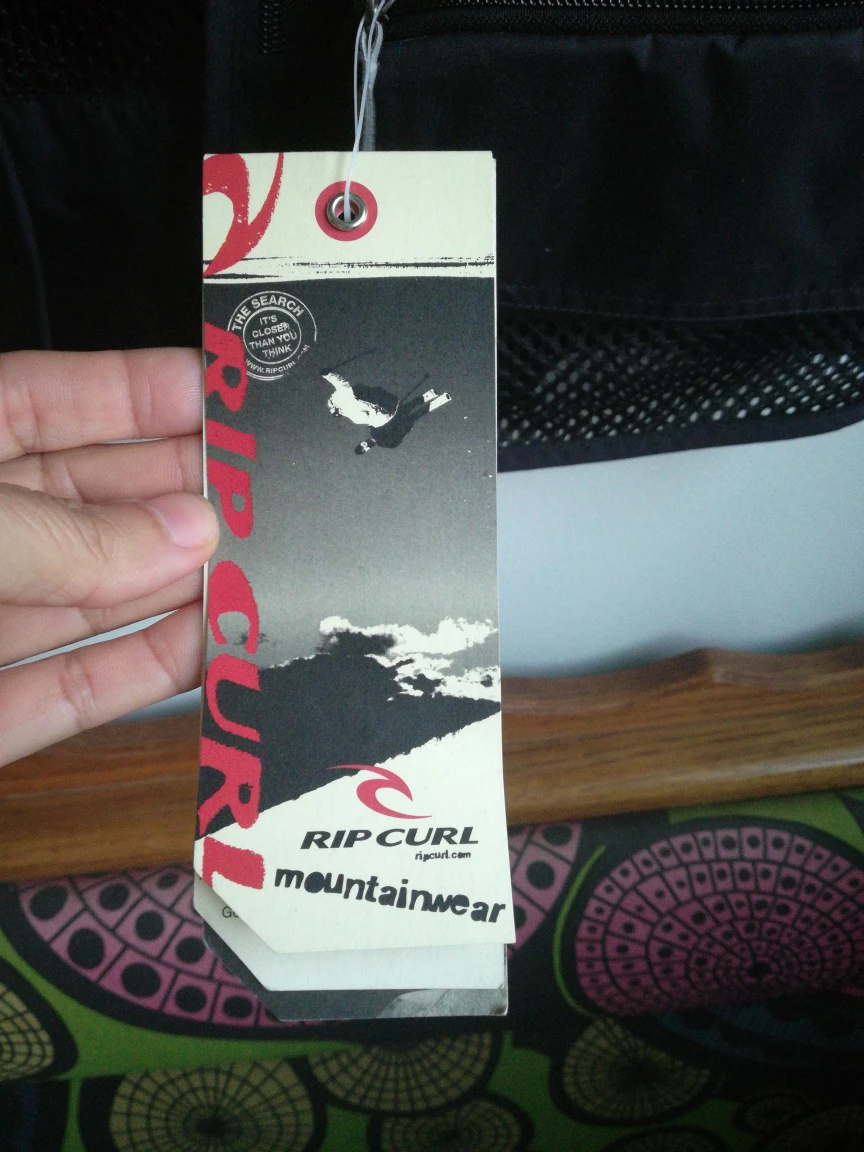 THE SEARCH
IT'S
CLOSER
THAN YOU
THINK
RIP CURL
RIP CURL
ripcurl.com
mountainwear